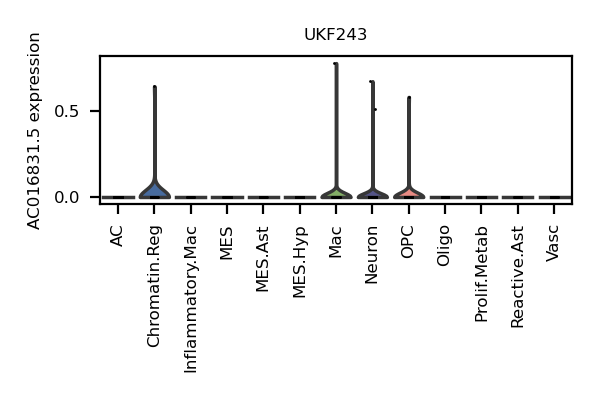 UKF243
AC016831.5 expression
0.5
0.0
AC
Chromatin.Reg
Inflammatory.Mac
MES
MES.Ast
MES.Hyp
Mac
Neuron
OPC
Oligo
Prolif.Metab
Reactive.Ast
Vasc